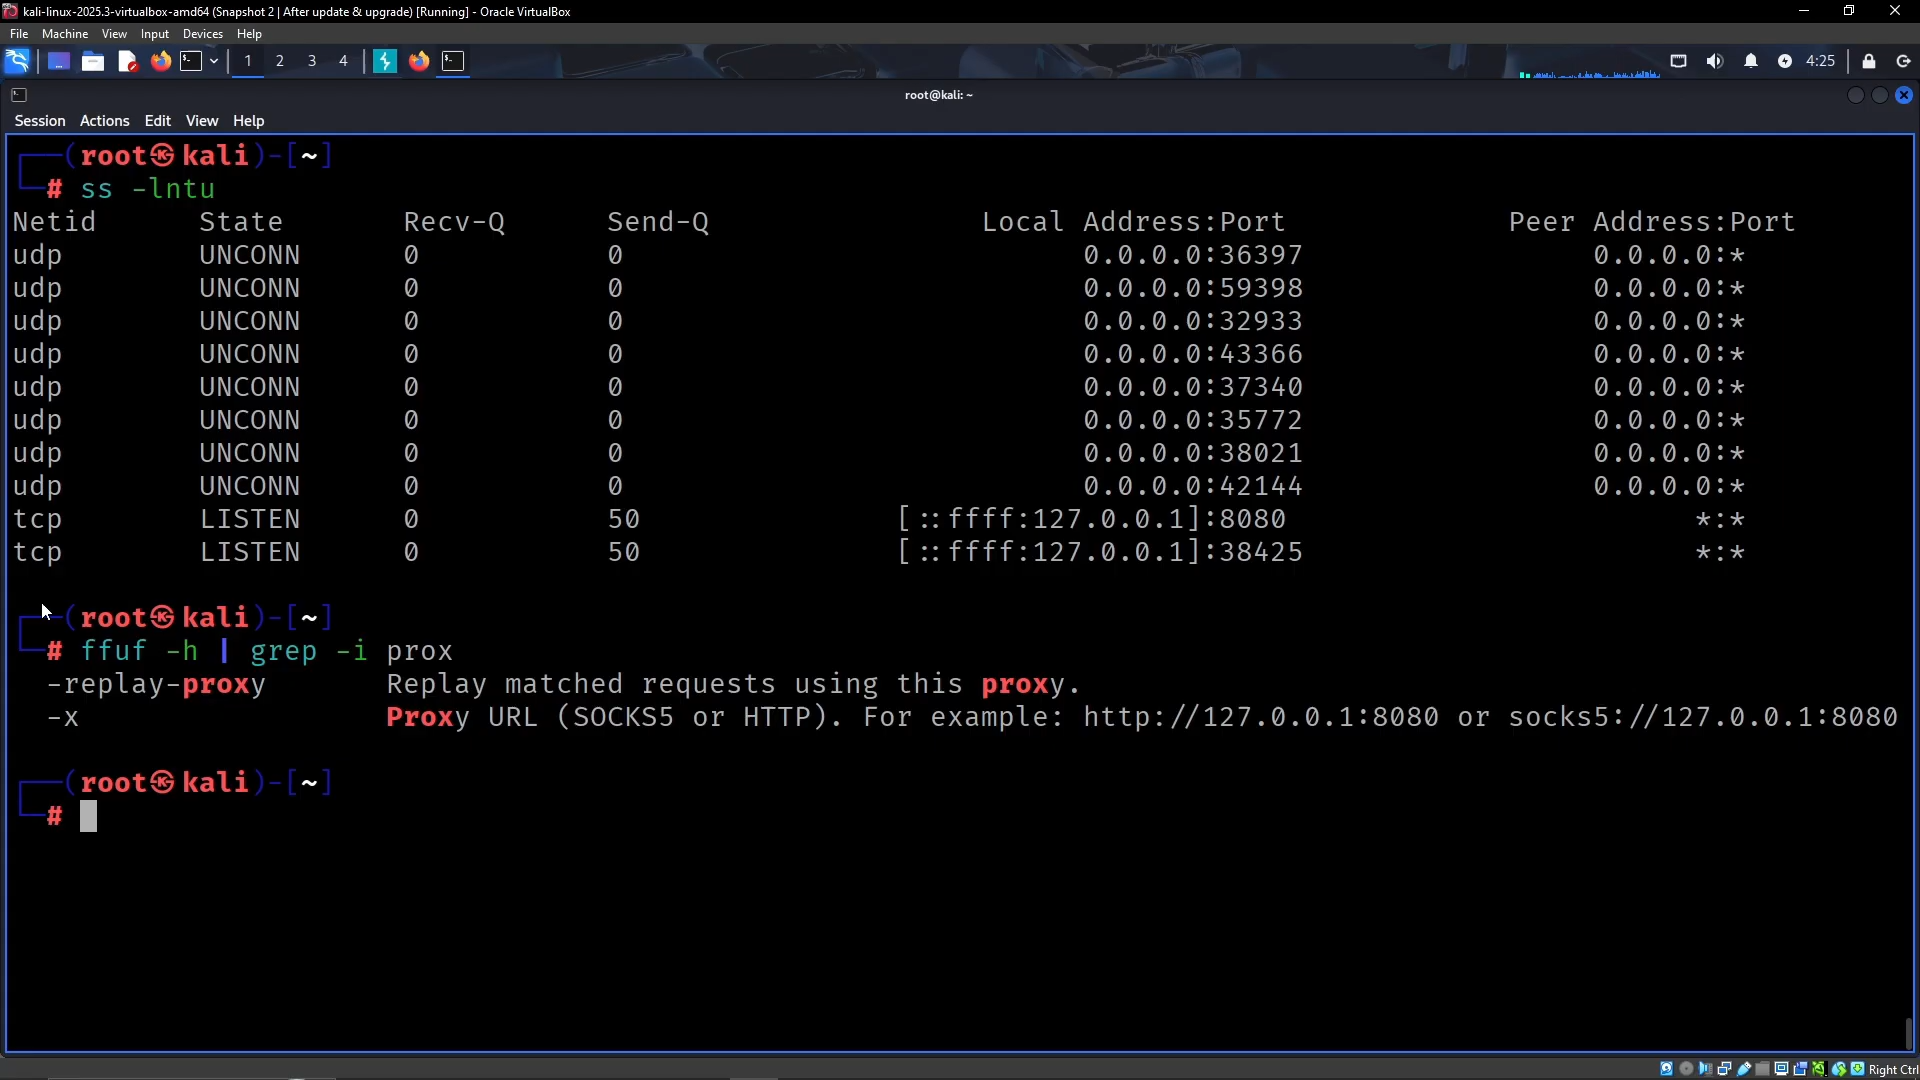 kali-linux-2025.3-virtualbox-amd64 (Snapshot 2 | After update & upgrade) [Running] - Oracle VirtualBox
File Machine View Input Devices Help
1 2 3 4 4:25
root@kali: ~
Session Actions Edit View Help
┌──(root㉿kali)-[~]
└─# ss -lntu
Netid State Recv-Q Send-Q Local Address:Port Peer Address:Port
udp UNCONN 0 0 0.0.0.0:36397 0.0.0.0:*
udp UNCONN 0 0 0.0.0.0:59398 0.0.0.0:*
udp UNCONN 0 0 0.0.0.0:32933 0.0.0.0:*
udp UNCONN 0 0 0.0.0.0:43366 0.0.0.0:*
udp UNCONN 0 0 0.0.0.0:37340 0.0.0.0:*
udp UNCONN 0 0 0.0.0.0:35772 0.0.0.0:*
udp UNCONN 0 0 0.0.0.0:38021 0.0.0.0:*
udp UNCONN 0 0 0.0.0.0:42144 0.0.0.0:*
tcp LISTEN 0 50 [::ffff:127.0.0.1]:8080 *:*
tcp LISTEN 0 50 [::ffff:127.0.0.1]:38425 *:*
┌──(root㉿kali)-[~]
└─# ffuf -h | grep -i prox
-replay-proxy Replay matched requests using this proxy.
-x Proxy URL (SOCKS5 or HTTP). For example: http://127.0.0.1:8080 or socks5://127.0.0.1:8080
┌──(root㉿kali)-[~]
└─#
Right Ctrl